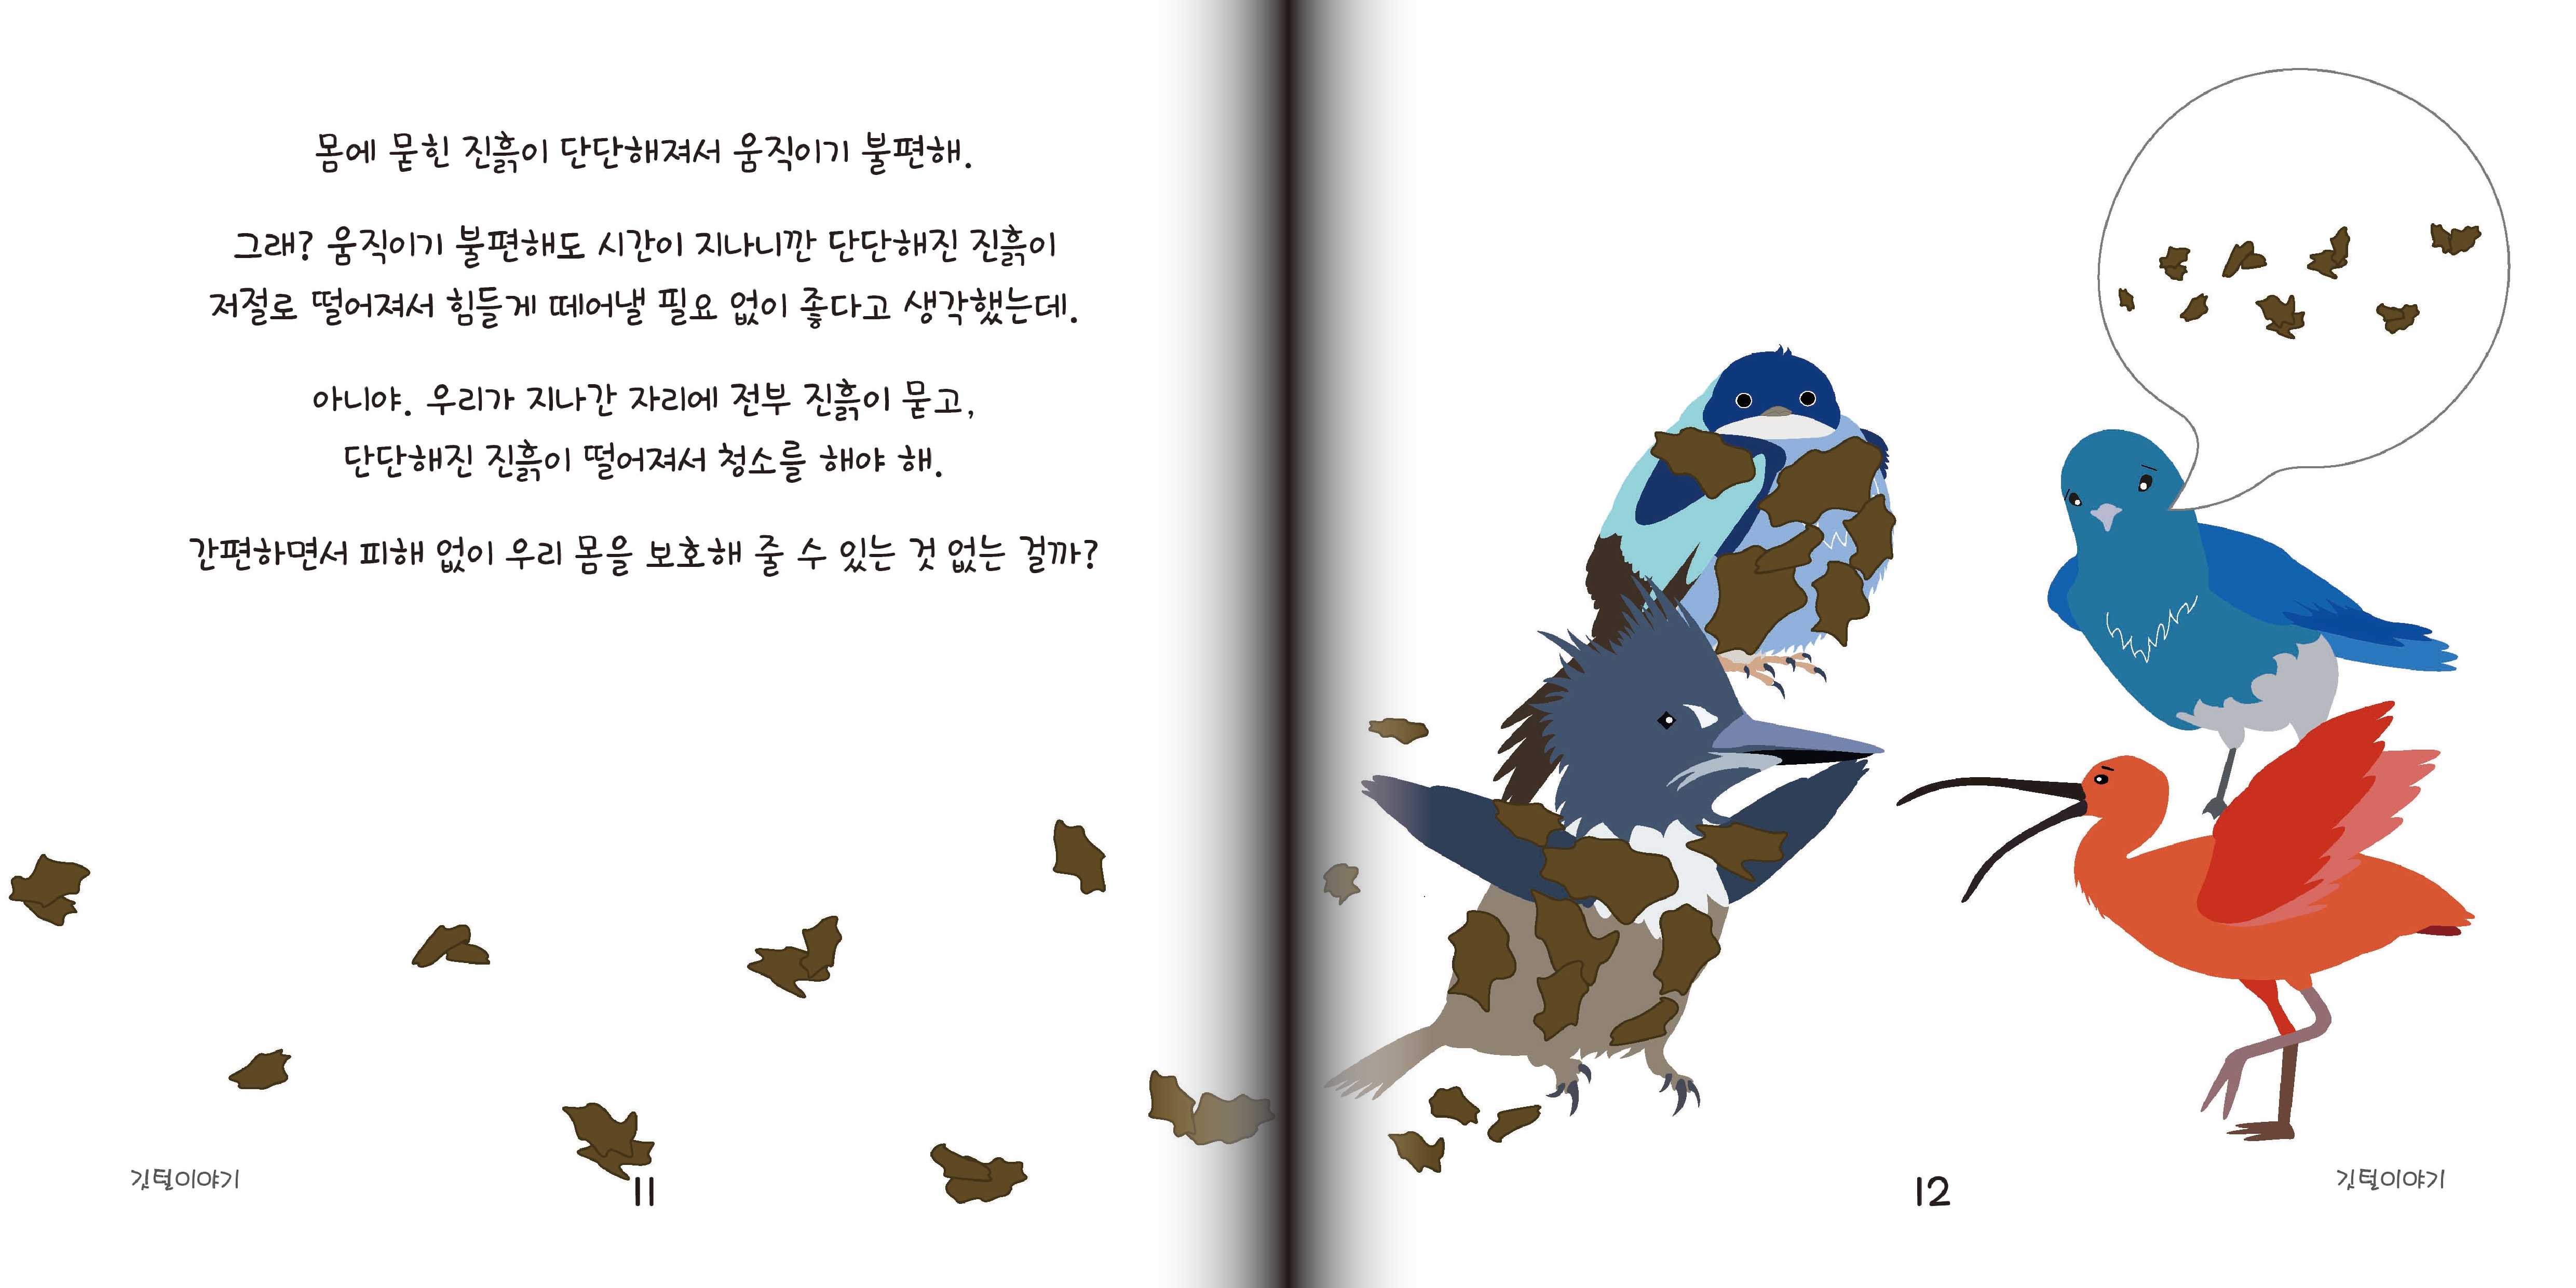 몸에 묻힌 진흙이 단단해져서 움직이기 불편해.
그래? 움직이기 불편해도 시간이 지나니깐 단단해진 진흙이
저절로 떨어져서 힘들게 떼어낼 필요 없이 좋다고 생각했는데.
아니야. 우리가 지나간 자리에 전부 진흙이 묻고,
단단해진 진흙이 떨어져서 청소를 해야 해.
간편하면서 피해 없이 우리 몸을 보호해 줄 수 있는 것 없는 걸까?
깃털이야기
11
12
깃털이야기